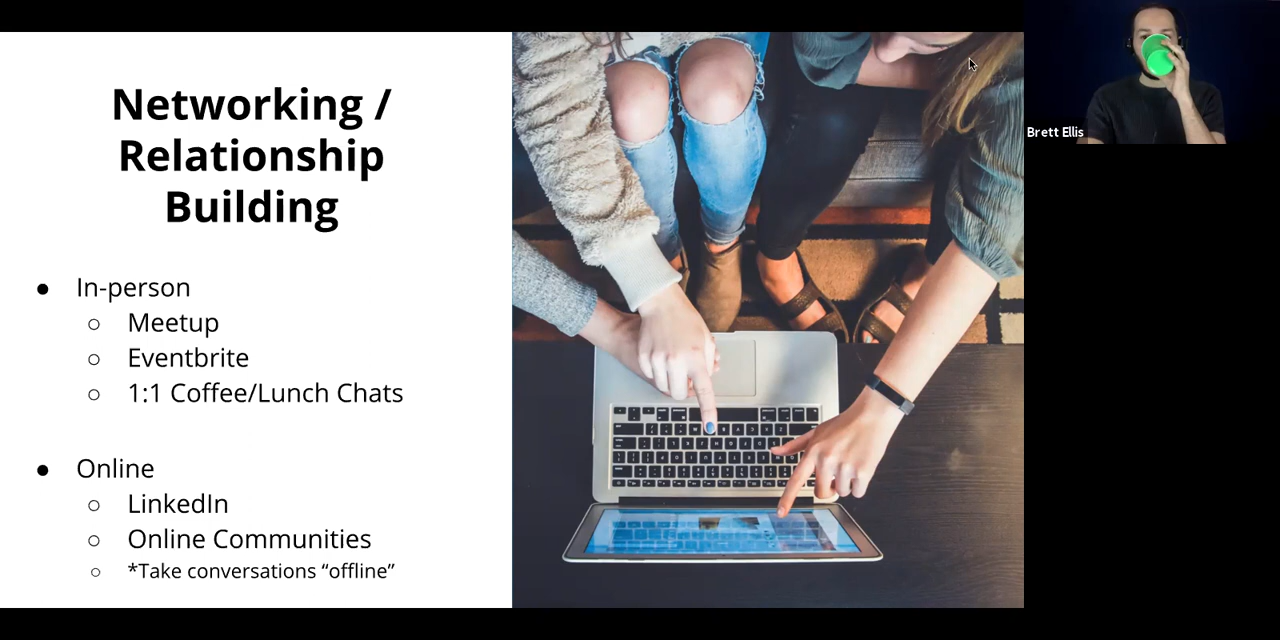 Networking /
Relationship
Building
● In-person
○ Meetup
○ Eventbrite
○ 1:1 Coffee/Lunch Chats
● Online
○ LinkedIn
○ Online Communities
○ *Take conversations “offline”
Brett Ellis